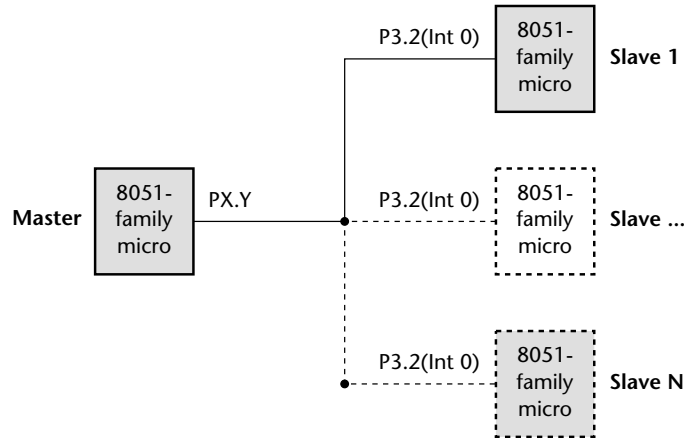 P3.2(Int 0)
8051-
family
micro
Slave 1
Master
8051-
family
micro
PX.Y
P3.2(Int 0)
8051-
family
micro
Slave ...
P3.2(Int 0)
8051-
family
micro
Slave N